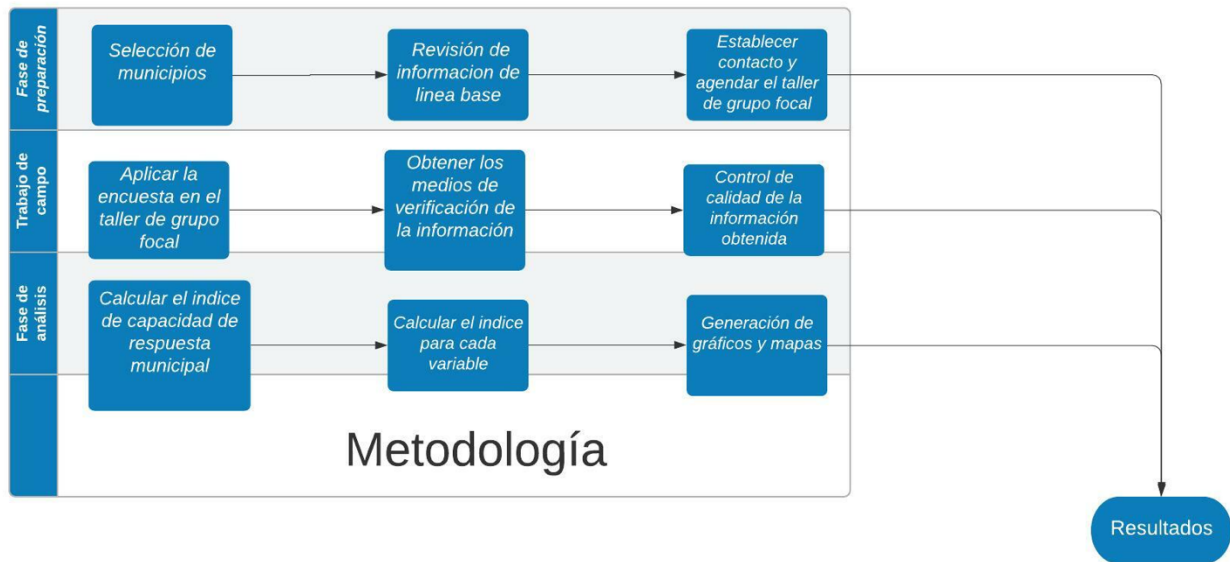 Fase de
preparación
Selección de
municipios
Revisión de
informacion de
linea base
Establecer
contacto y
agendar el taller
de grupo focal
Trabajo de
campo
Aplicar la
encuesta en el
taller de grupo
focal
Obtener los
medios de
verificación de
la información
Control de
calidad de la
información
obtenida
Fase de
análisis
Calcular el indice
de capacidad de
respuesta
municipal
Calcular el indice
para cada
variable
Generación de
gráficos y mapas
Metodología
Resultados